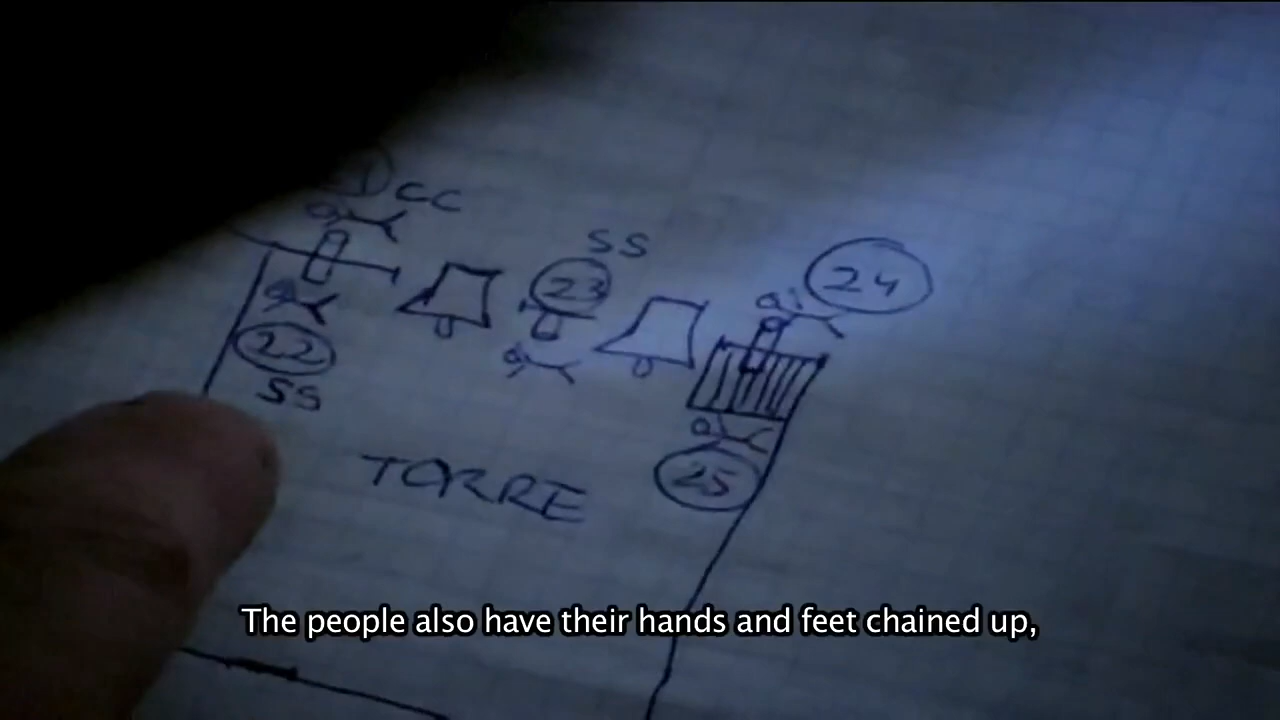 CC
SS
23
24
22
SS
25
TORRE
The people also have their hands and feet chained up,